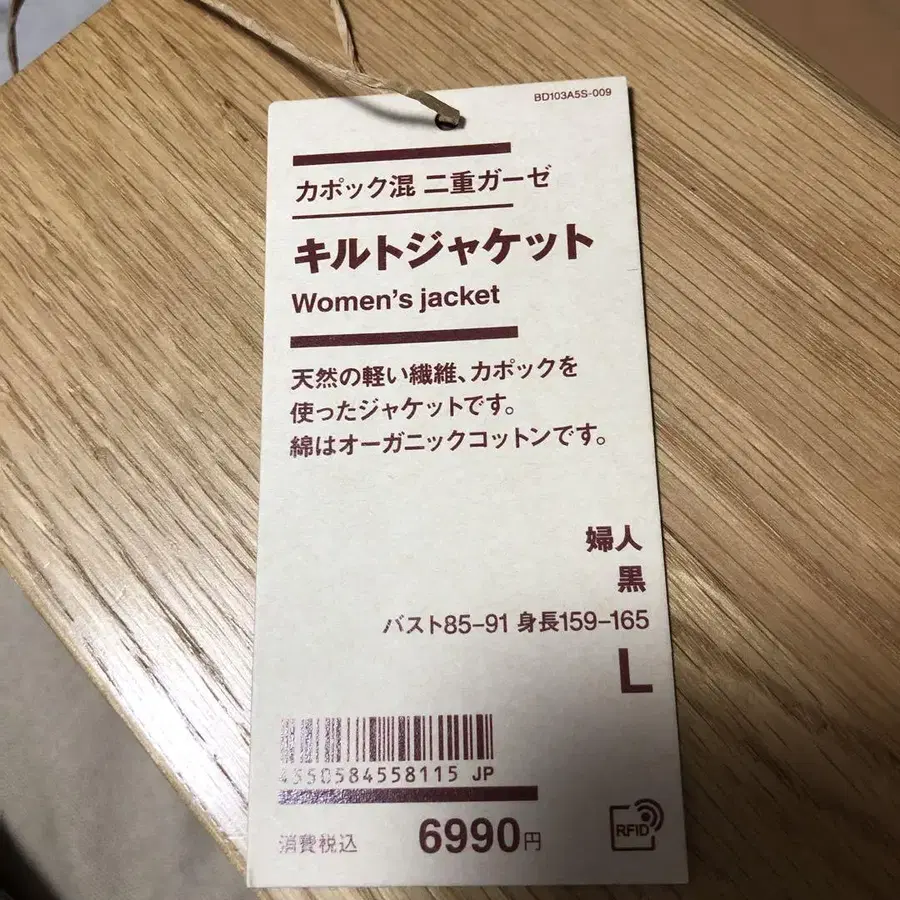 BD103A5S-009
カポック混 二重ガーゼ
キルトジャケット
Women's jacket
天然の軽い繊維、カポックを
使ったジャケットです。
綿はオーガニックコットンです。
婦人
黒
バスト85–91 身長159–165
L
4550584558115 JP
消費税込 6990円
RFID